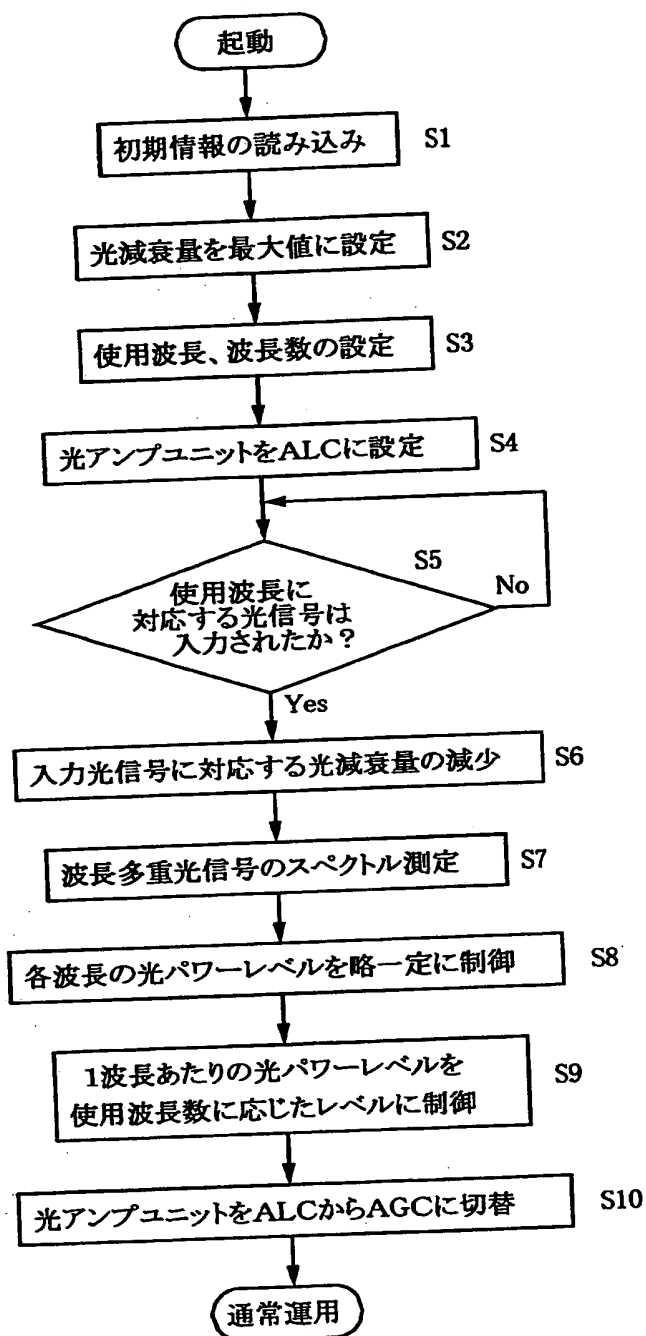 起動
初期情報の読み込み
S1
光減衰量を最大値に設定
S2
使用波長、波長数の設定
S3
光アンプユニットをALCに設定
S4
S5
使用波長に
対応する光信号は
入力されたか？
No
Yes
入力光信号に対応する光減衰量の減少
S6
波長多重光信号のスペクトル測定
S7
各波長の光パワーレベルを略一定に制御
S8
1波長あたりの光パワーレベルを
使用波長数に応じたレベルに制御
S9
光アンプユニットをALCからAGCに切替
S10
通常運用